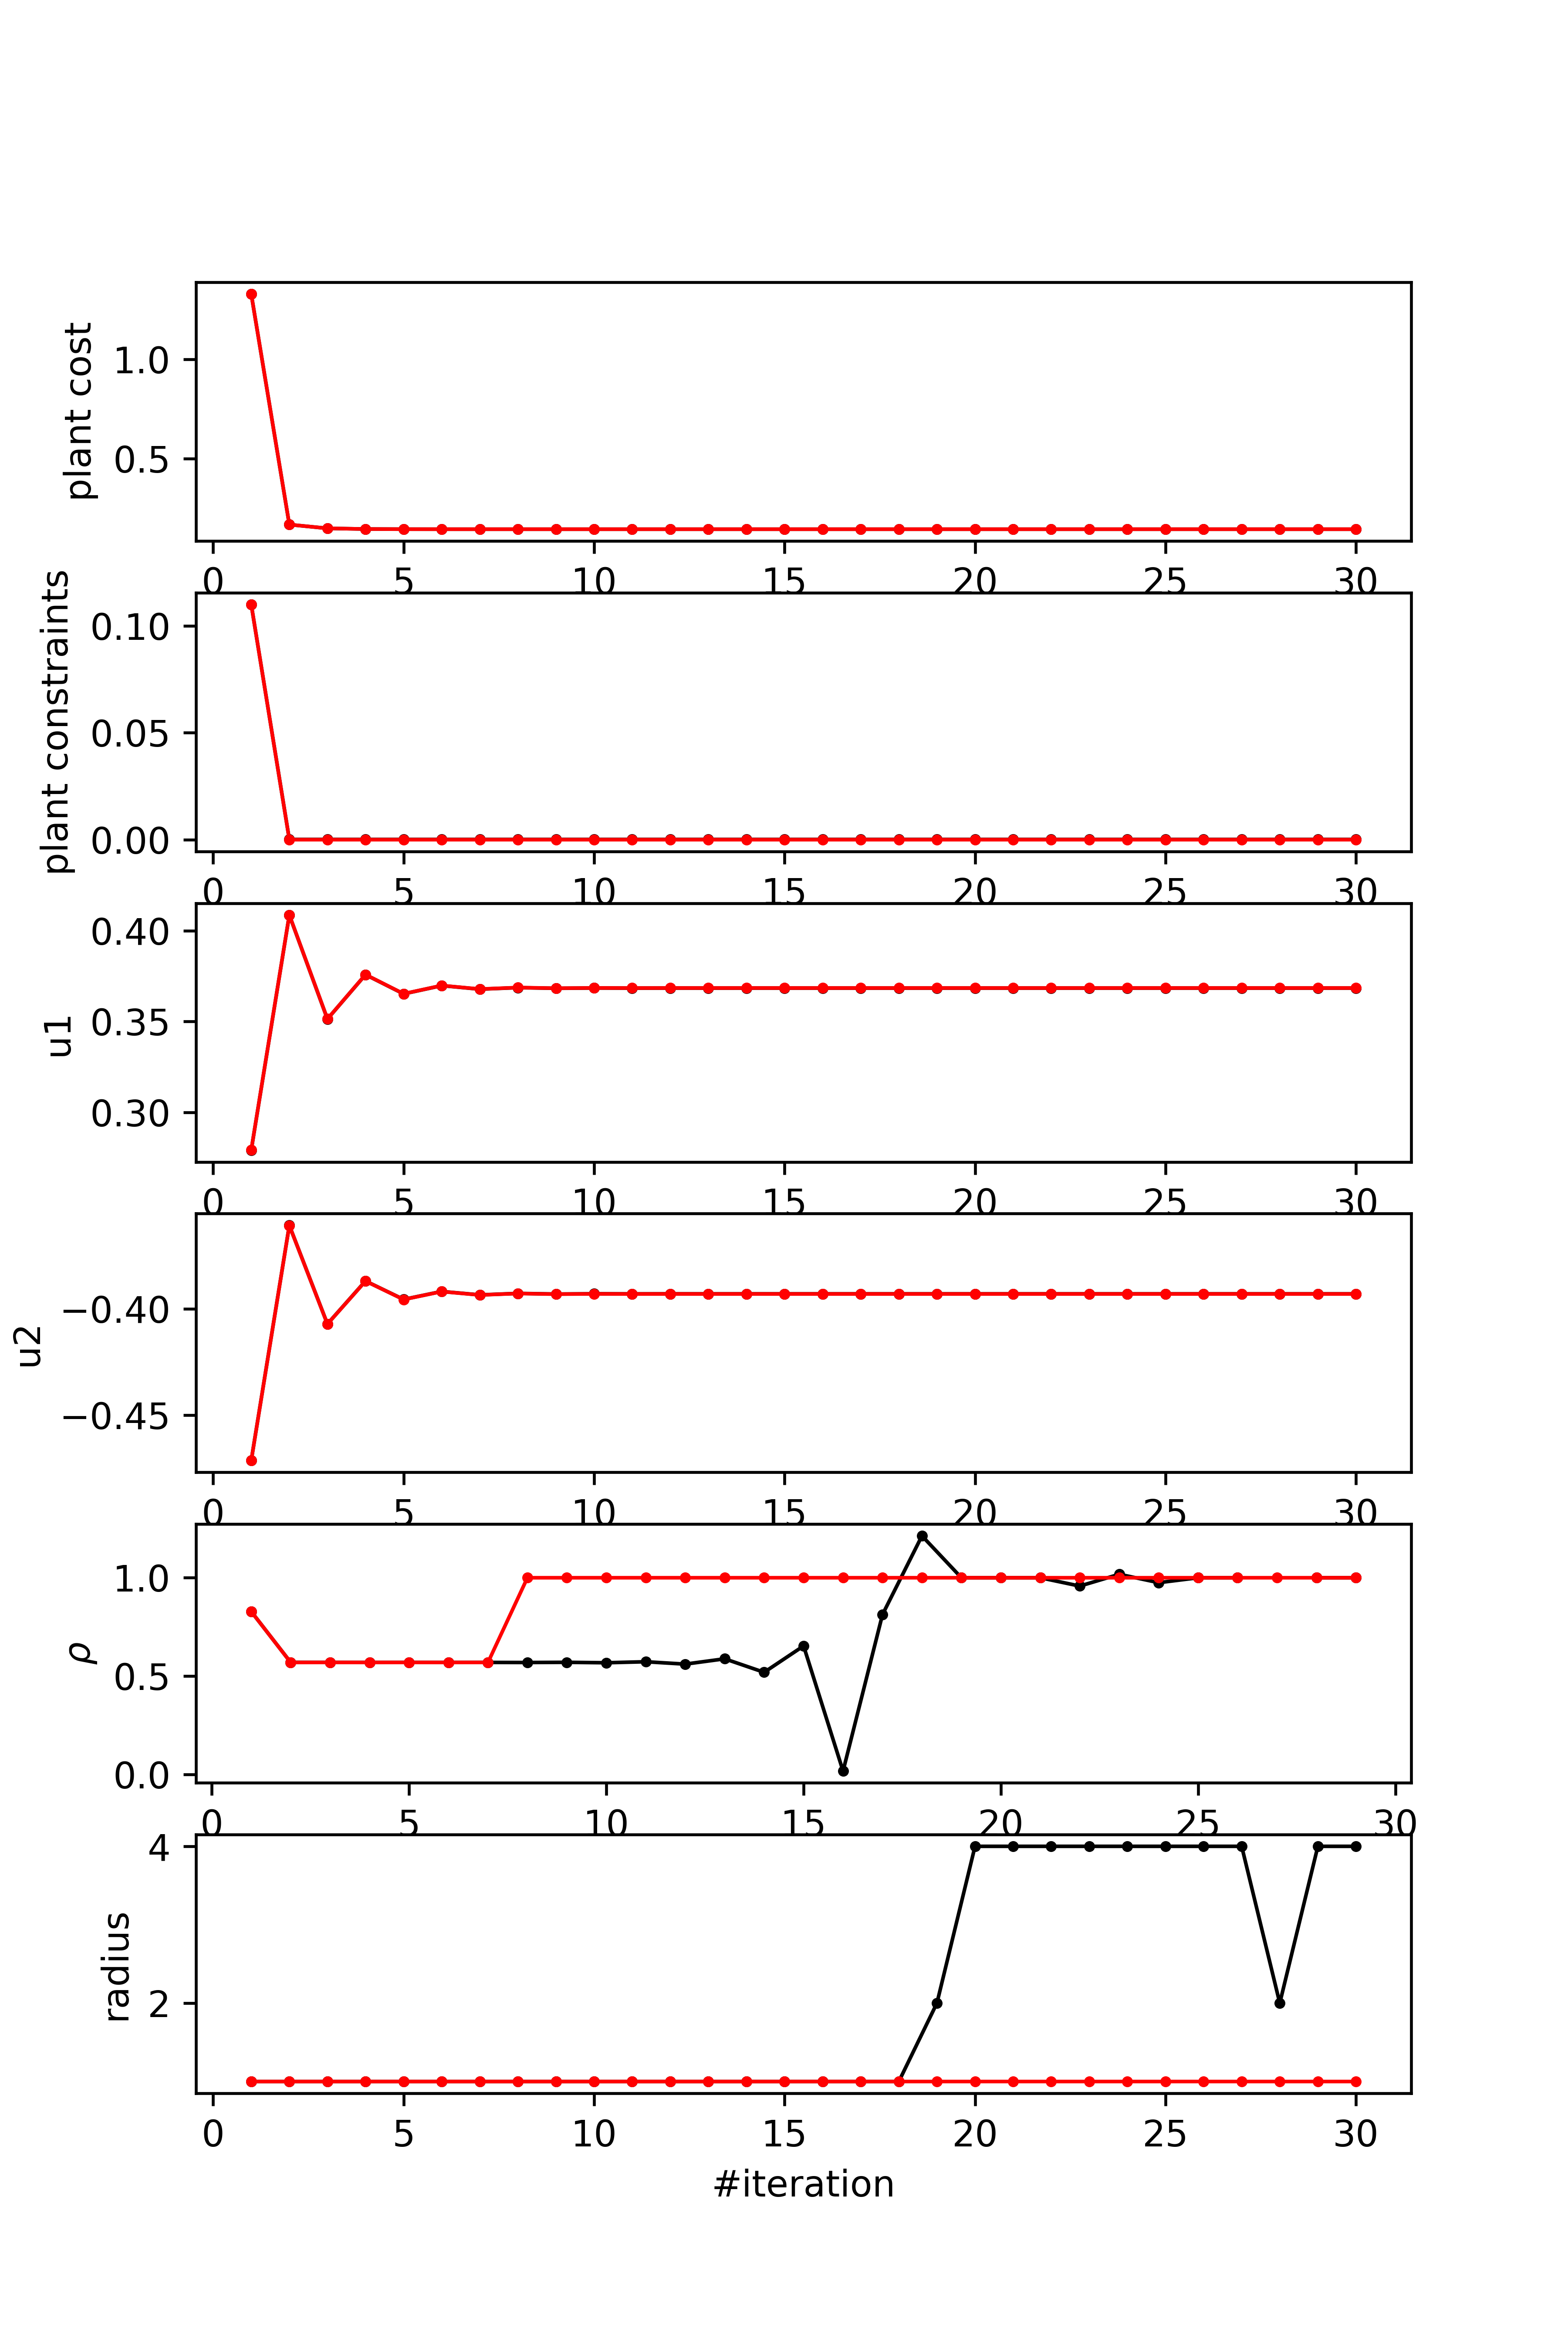 plant cost
1.0
0.5
0 5 10 15 20 25 30
plant constraints
0.10
0.05
0.00
0 5 10 15 20 25 30
u1
0.40
0.35
0.30
0 5 10 15 20 25 30
u2
−0.40
−0.45
0 5 10 15 20 25 30
ρ
1.0
0.5
0.0
0 5 10 15 20 25 30
radius
4
2
0 5 10 15 20 25 30
#iteration